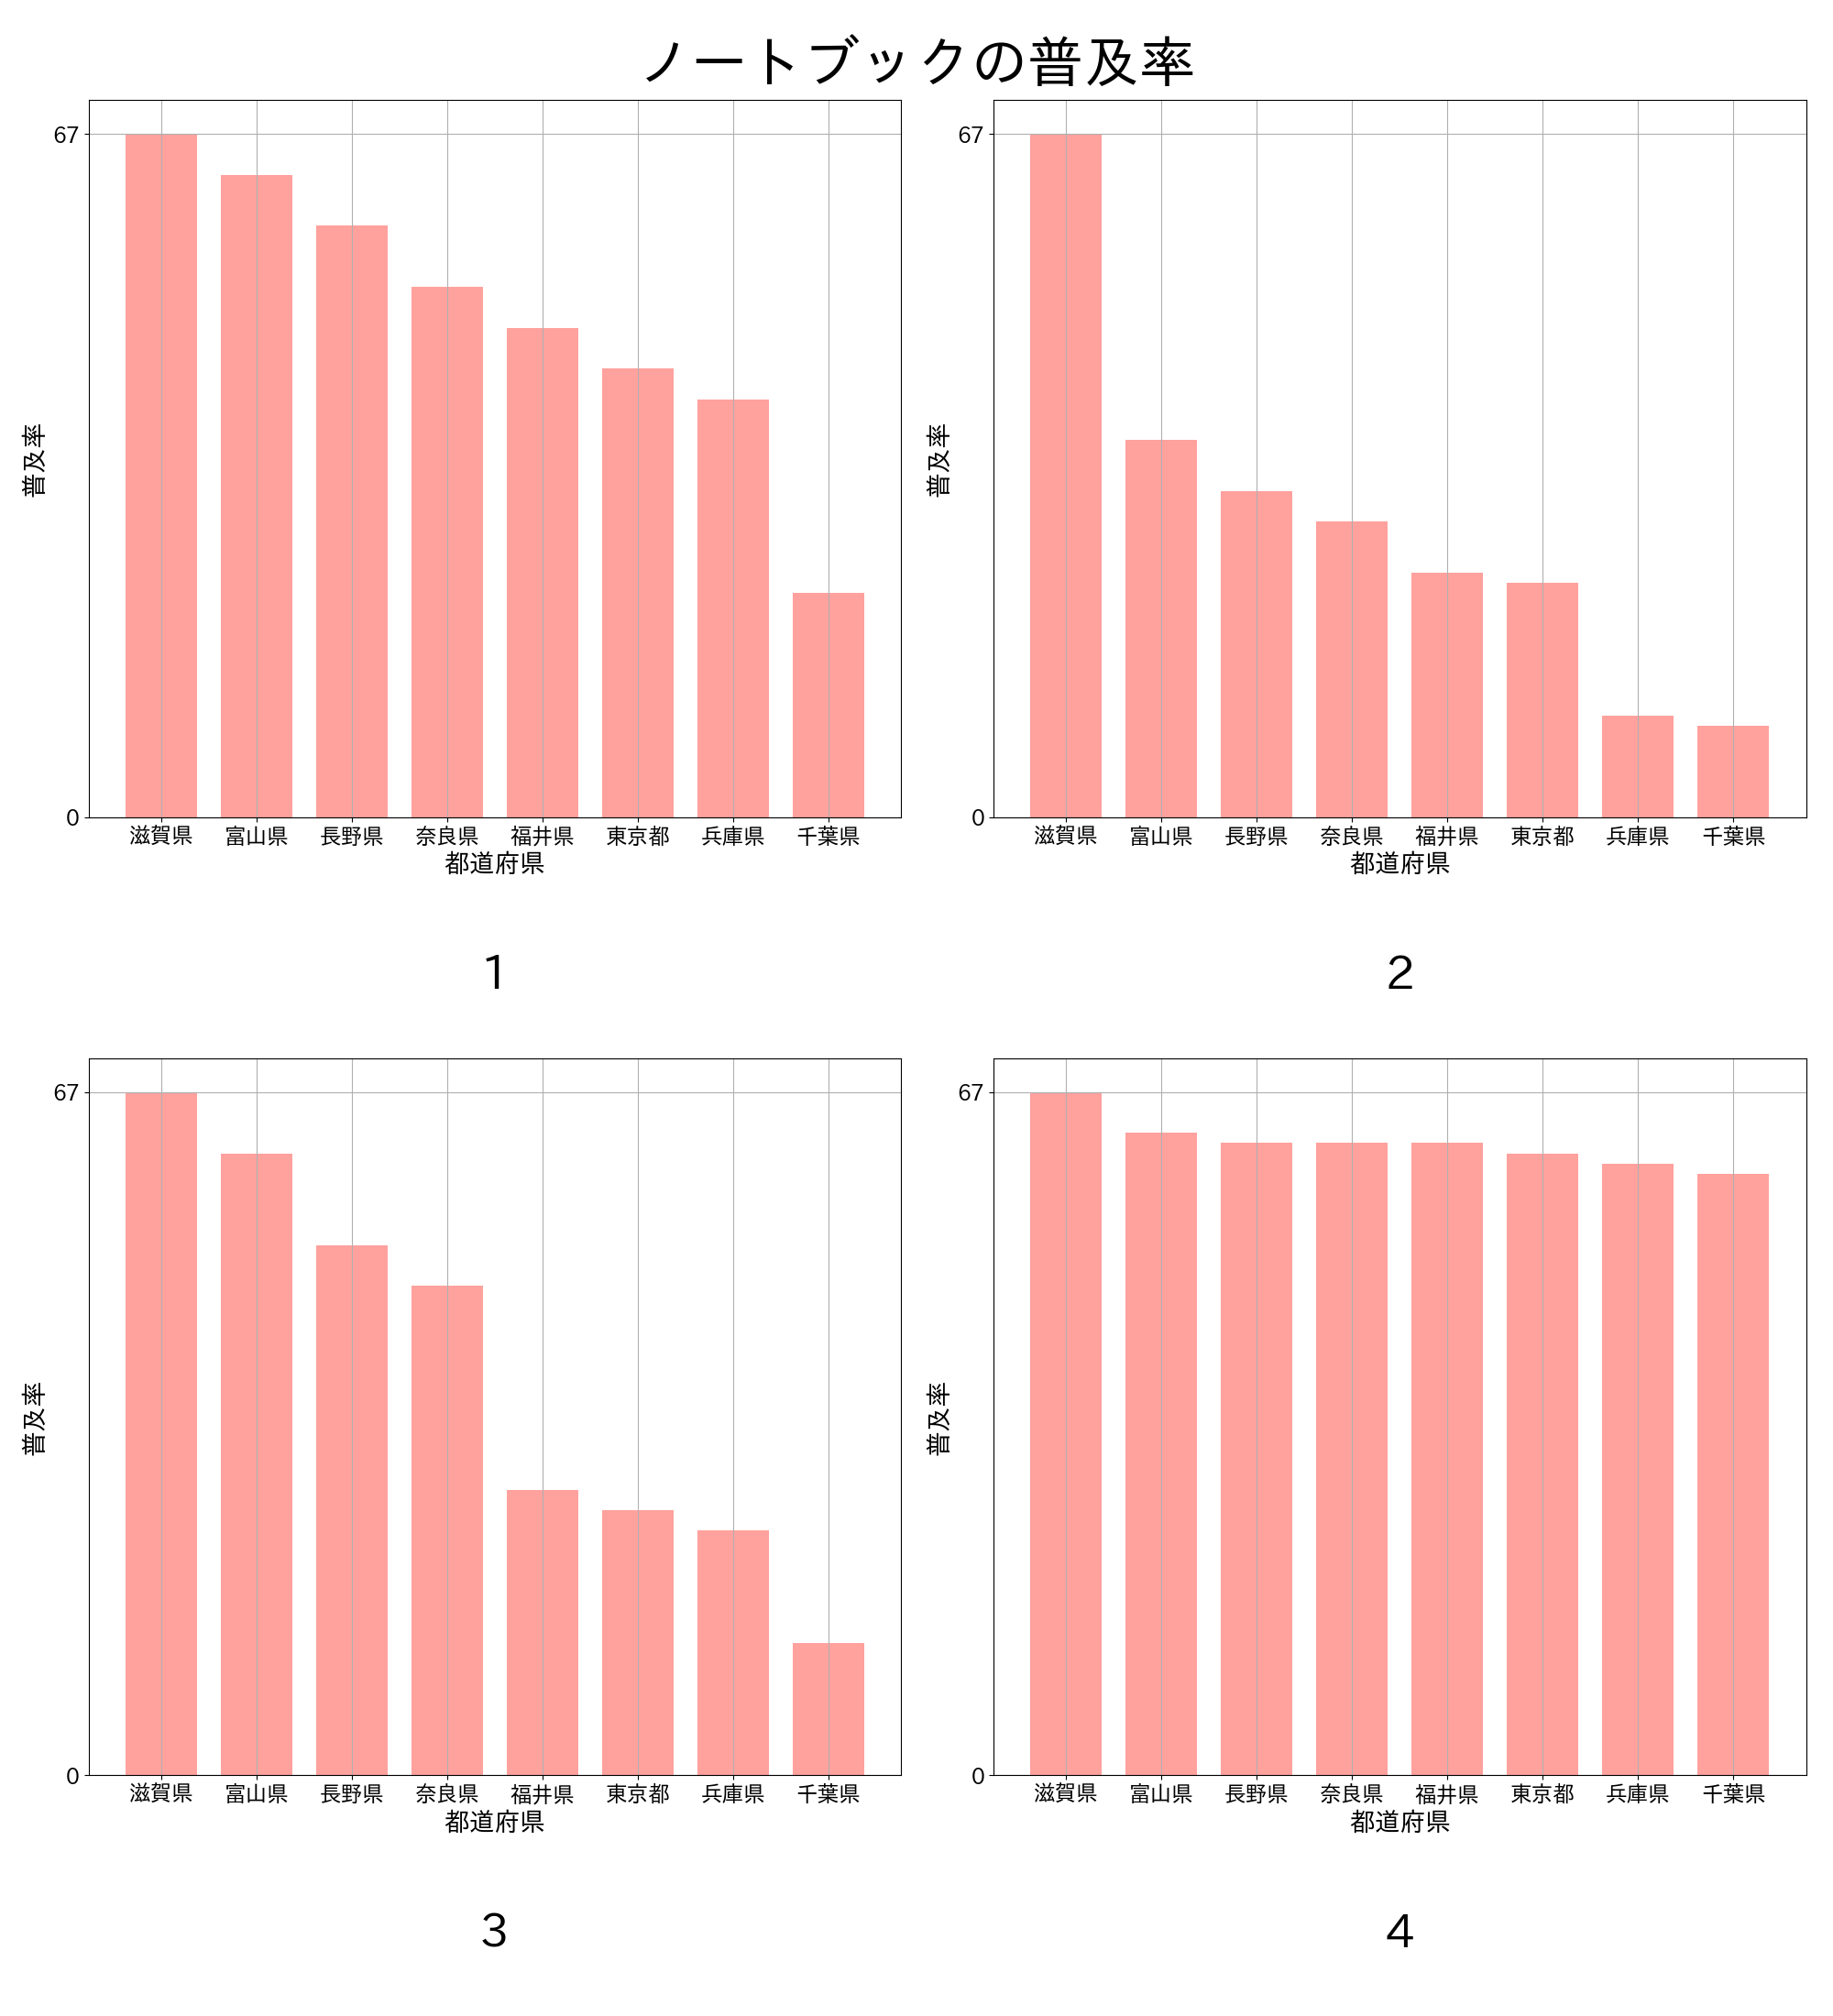 ノートブックの普及率
67
0
普及率
滋賀県 富山県 長野県 奈良県 福井県 東京都 兵庫県 千葉県
都道府県
1
67
0
普及率
滋賀県 富山県 長野県 奈良県 福井県 東京都 兵庫県 千葉県
都道府県
2
67
0
普及率
滋賀県 富山県 長野県 奈良県 福井県 東京都 兵庫県 千葉県
都道府県
3
67
0
普及率
滋賀県 富山県 長野県 奈良県 福井県 東京都 兵庫県 千葉県
都道府県
4